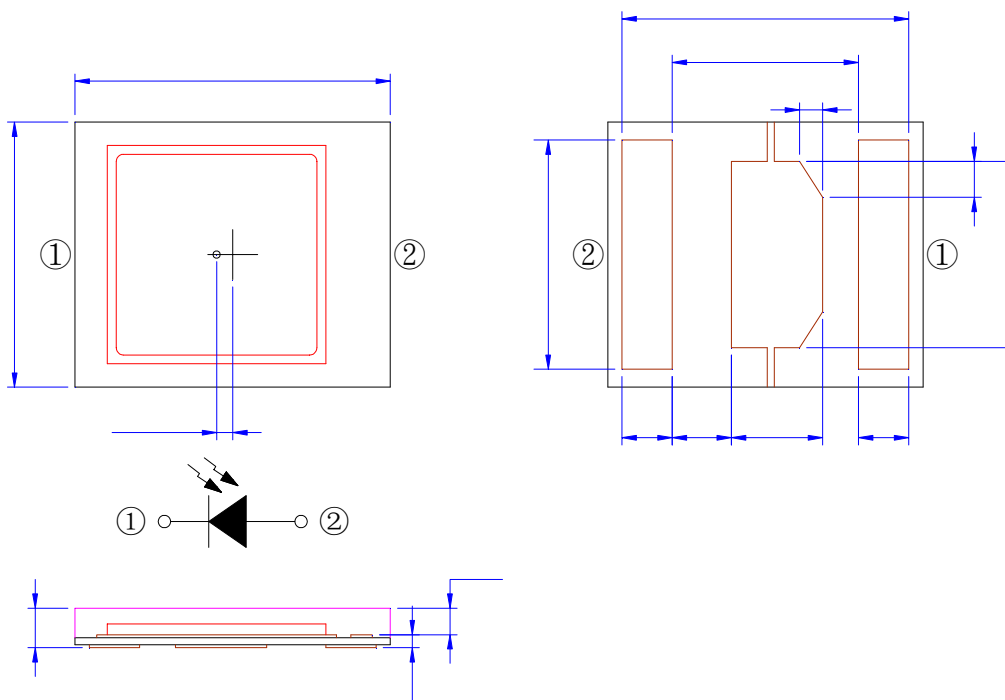 ① ②
② ①
① ②